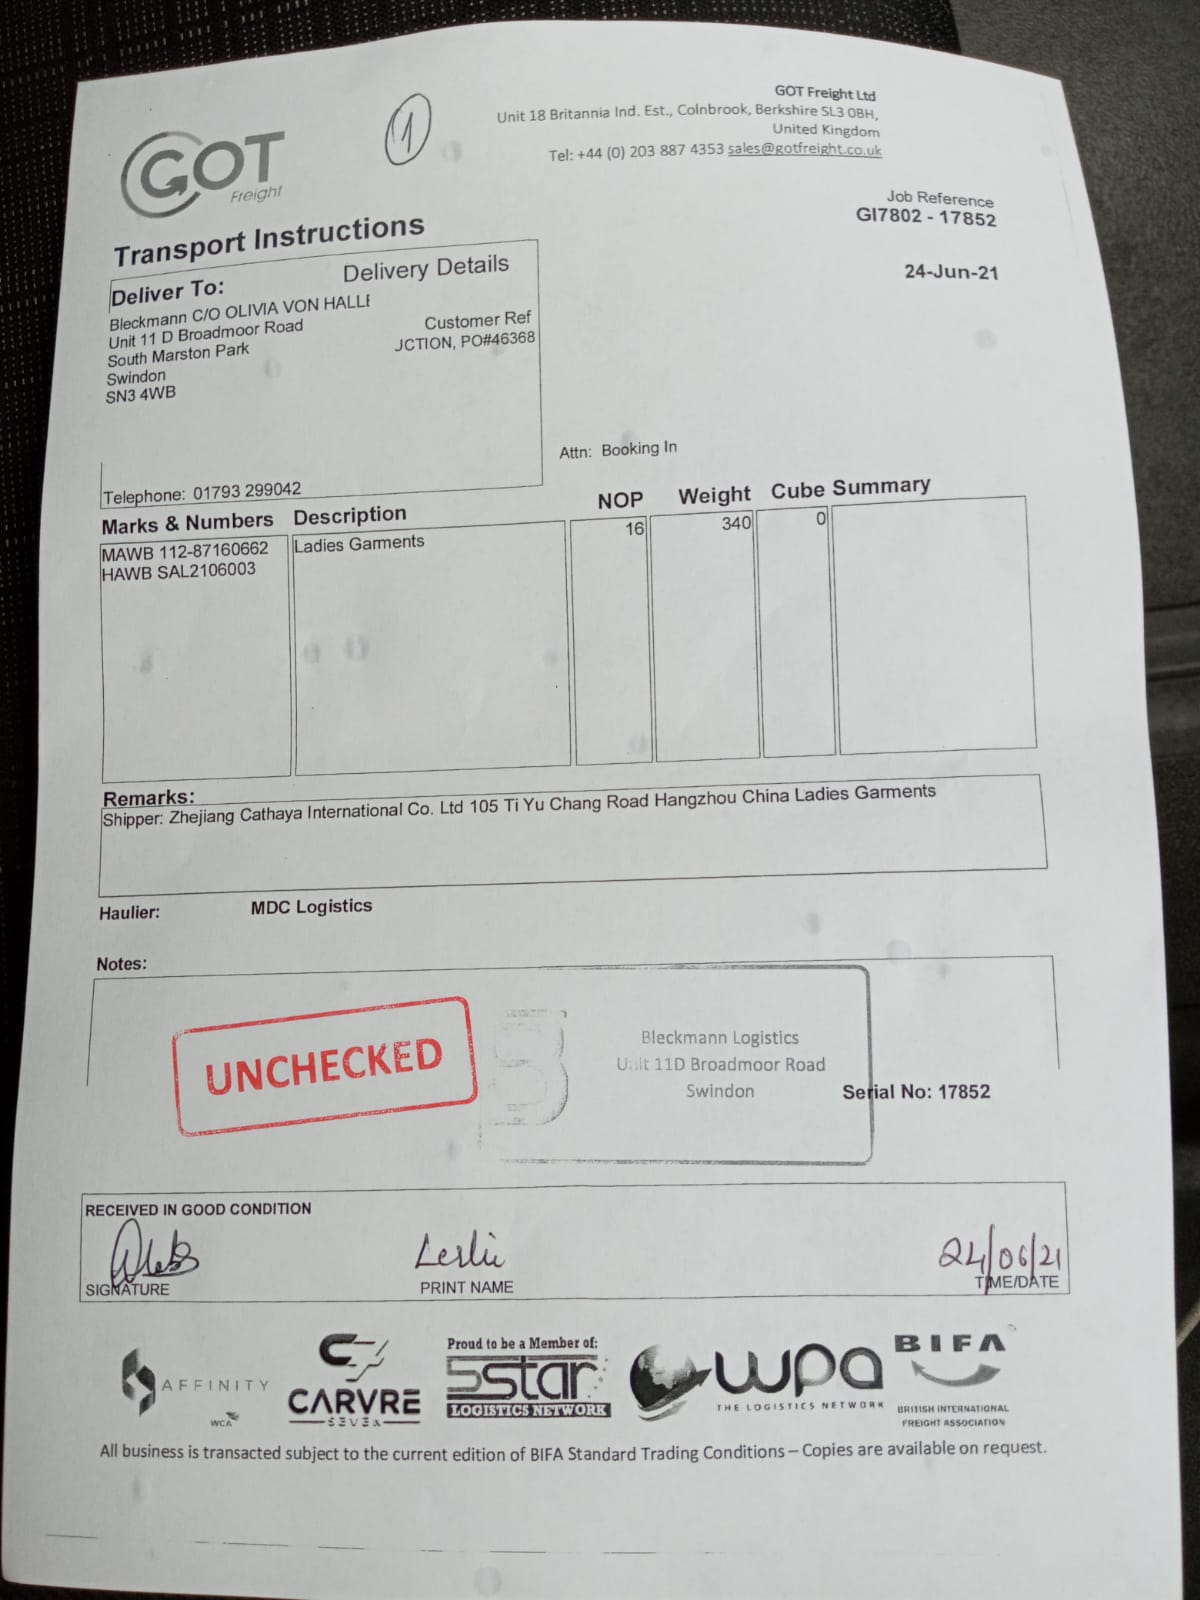 GOT
Freight
1
GOT Freight Ltd
Unit 18 Britannia Ind. Est., Colnbrook, Berkshire SL3 0BH,
United Kingdom
Tel: +44 (0) 203 887 4353 sales@gotfreight.co.uk
Job Reference
GI7802 - 17852
24-Jun-21
Transport Instructions
Delivery Details
Deliver To:
Bleckmann C/O OLIVIA VON HALLE
Unit 11 D Broadmoor Road
South Marston Park
Swindon
SN3 4WB
Customer Ref
JCTION, PO#46368
Attn: Booking In
Telephone: 01793 299042
Marks & Numbers Description NOP Weight Cube Summary
MAWB 112-87160662 Ladies Garments 16 340 0
HAWB SAL2106003
Remarks:
Shipper: Zhejiang Cathaya International Co. Ltd 105 Ti Yu Chang Road Hangzhou China Ladies Garments
Haulier: MDC Logistics
Notes:
UNCHECKED
B
Bleckmann Logistics
Unit 11D Broadmoor Road
Swindon
Serial No: 17852
RECEIVED IN GOOD CONDITION
Leslie
24/06/21
SIGNATURE PRINT NAME TIME/DATE
AFFINITY
WCA
CARVRE
SEVEN
Proud to be a Member of:
5star
LOGISTICS NETWORK
wpa
THE LOGISTICS NETWORK
BIFA
BRITISH INTERNATIONAL
FREIGHT ASSOCIATION
All business is transacted subject to the current edition of BIFA Standard Trading Conditions – Copies are available on request.